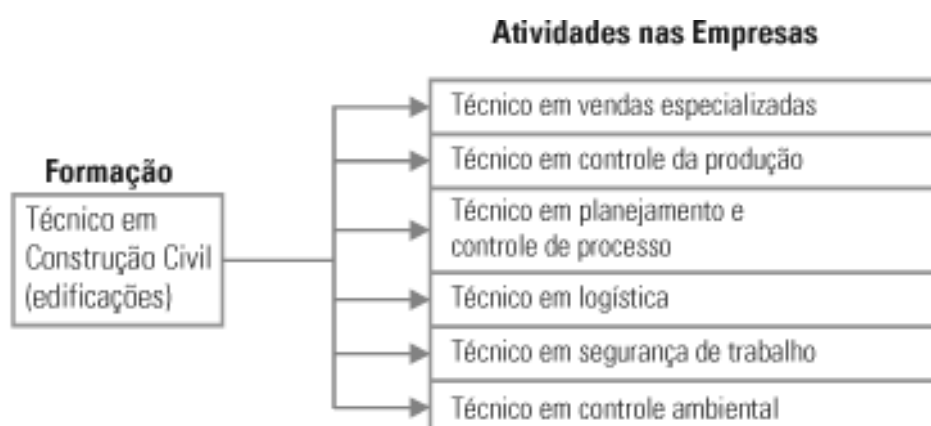 Atividades nas Empresas
Formação
Técnico em
Construção Civil
(edificações)
Técnico em vendas especializadas
Técnico em controle da produção
Técnico em planejamento e
controle de processo
Técnico em logística
Técnico em segurança de trabalho
Técnico em controle ambiental